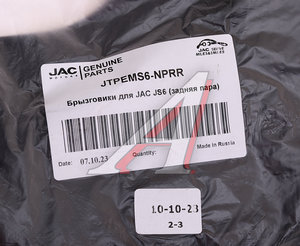 JAC
MOTORS
GENUINE
PARTS
JTPEMS6-NPRR
Брызговики для JAC JS6 (задняя пара)
Date: 07.10.23 Quantity: Made in Russia
10-10-23
2-3